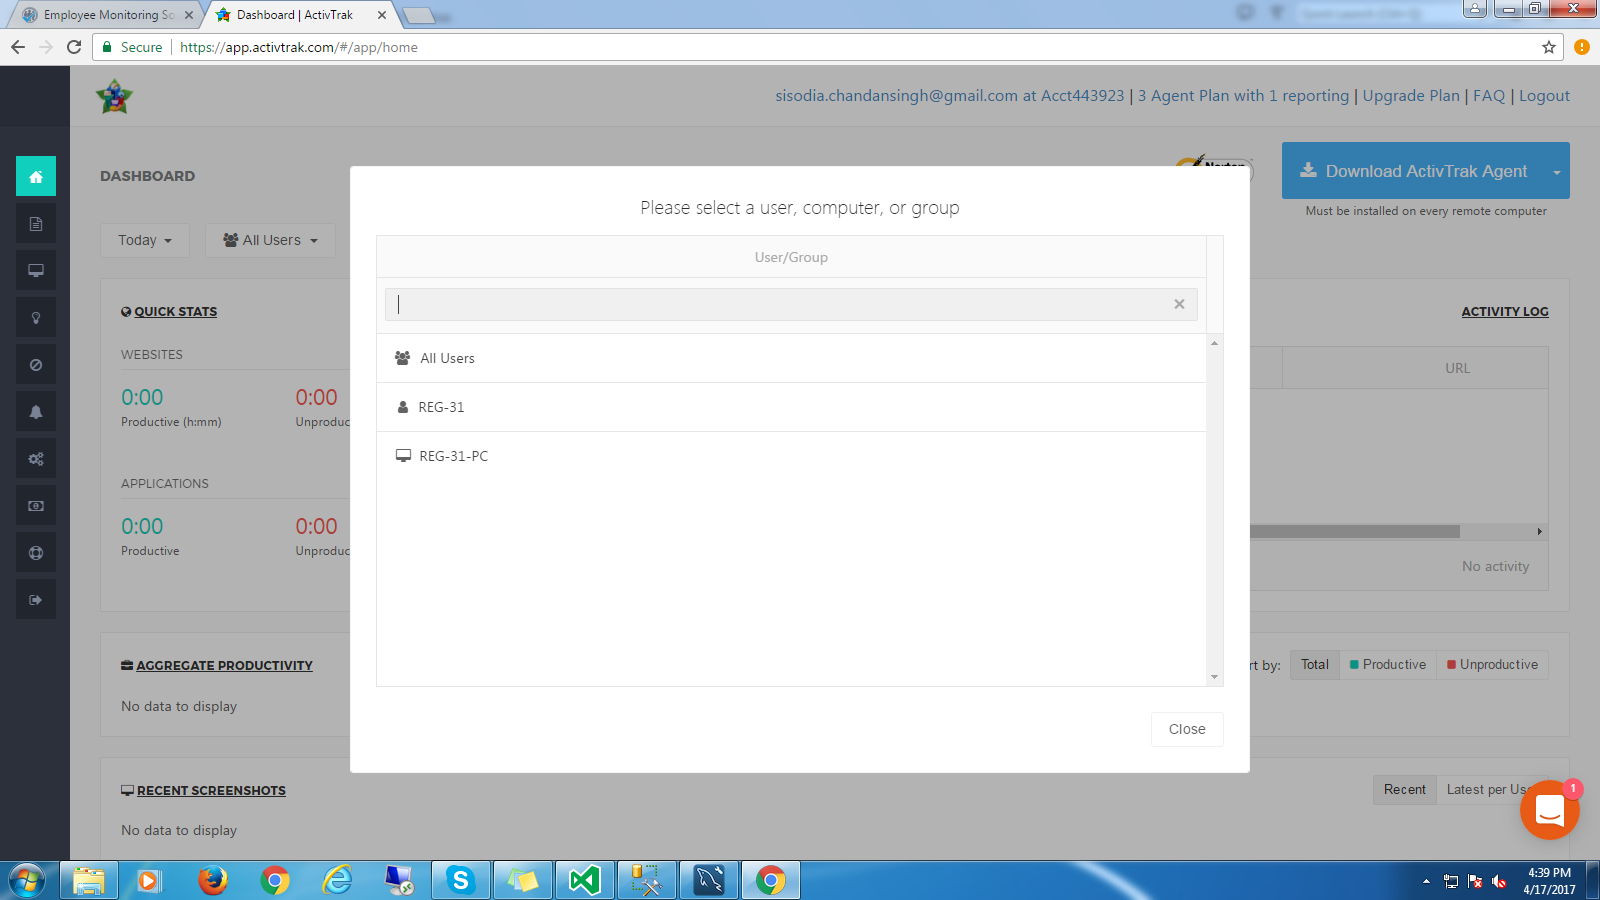 Employee Monitoring So
Dashboard | ActivTrak
Secure
https://app.activtrak.com/#/app/home
sisodia.chandansingh@gmail.com at Acct443923 | 3 Agent Plan with 1 reporting | Upgrade Plan | FAQ | Logout
DASHBOARD
Download ActivTrak Agent
Must be installed on every remote computer
Today
All Users
Please select a user, computer, or group
User/Group
All Users
REG-31
REG-31-PC
Close
QUICK STATS
WEBSITES
0:00
0:00
Productive (h:mm)
Unproduc
APPLICATIONS
0:00
0:00
Productive
Unproduc
ACTIVITY LOG
URL
No activity
AGGREGATE PRODUCTIVITY
No data to display
rt by:
Total
Productive
Unproductive
RECENT SCREENSHOTS
No data to display
Recent
Latest per Us
1
4:39 PM
4/17/2017